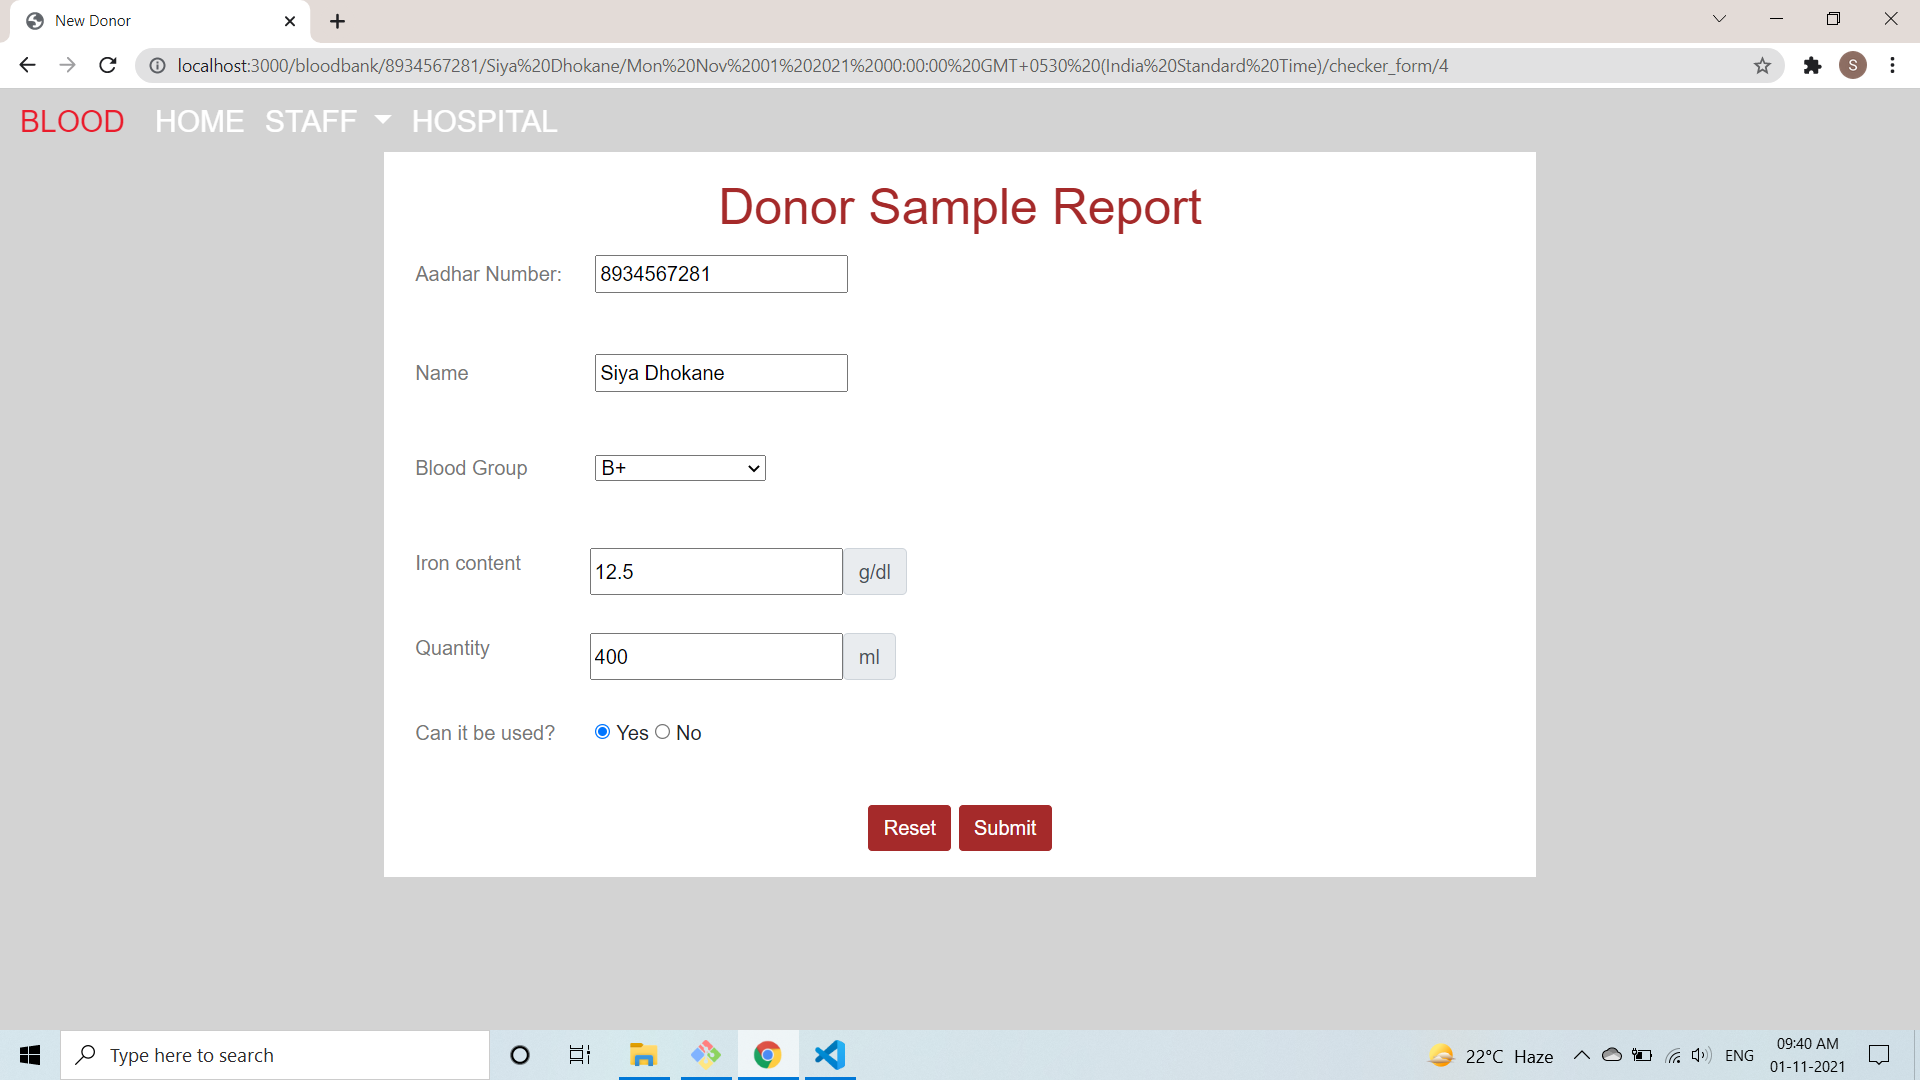 New Donor
localhost:3000/bloodbank/8934567281/Siya%20Dhokane/Mon%20Nov%2001%202021%2000:00:00%20GMT+0530%20(India%20Standard%20Time)/checker_form/4
S
BLOOD HOME STAFF HOSPITAL
Donor Sample Report
Aadhar Number: 8934567281
Name Siya Dhokane
Blood Group B+
Iron content 12.5 g/dl
Quantity 400 ml
Can it be used? Yes No
Reset Submit
Type here to search
22°C Haze
ENG
09:40 AM
01-11-2021